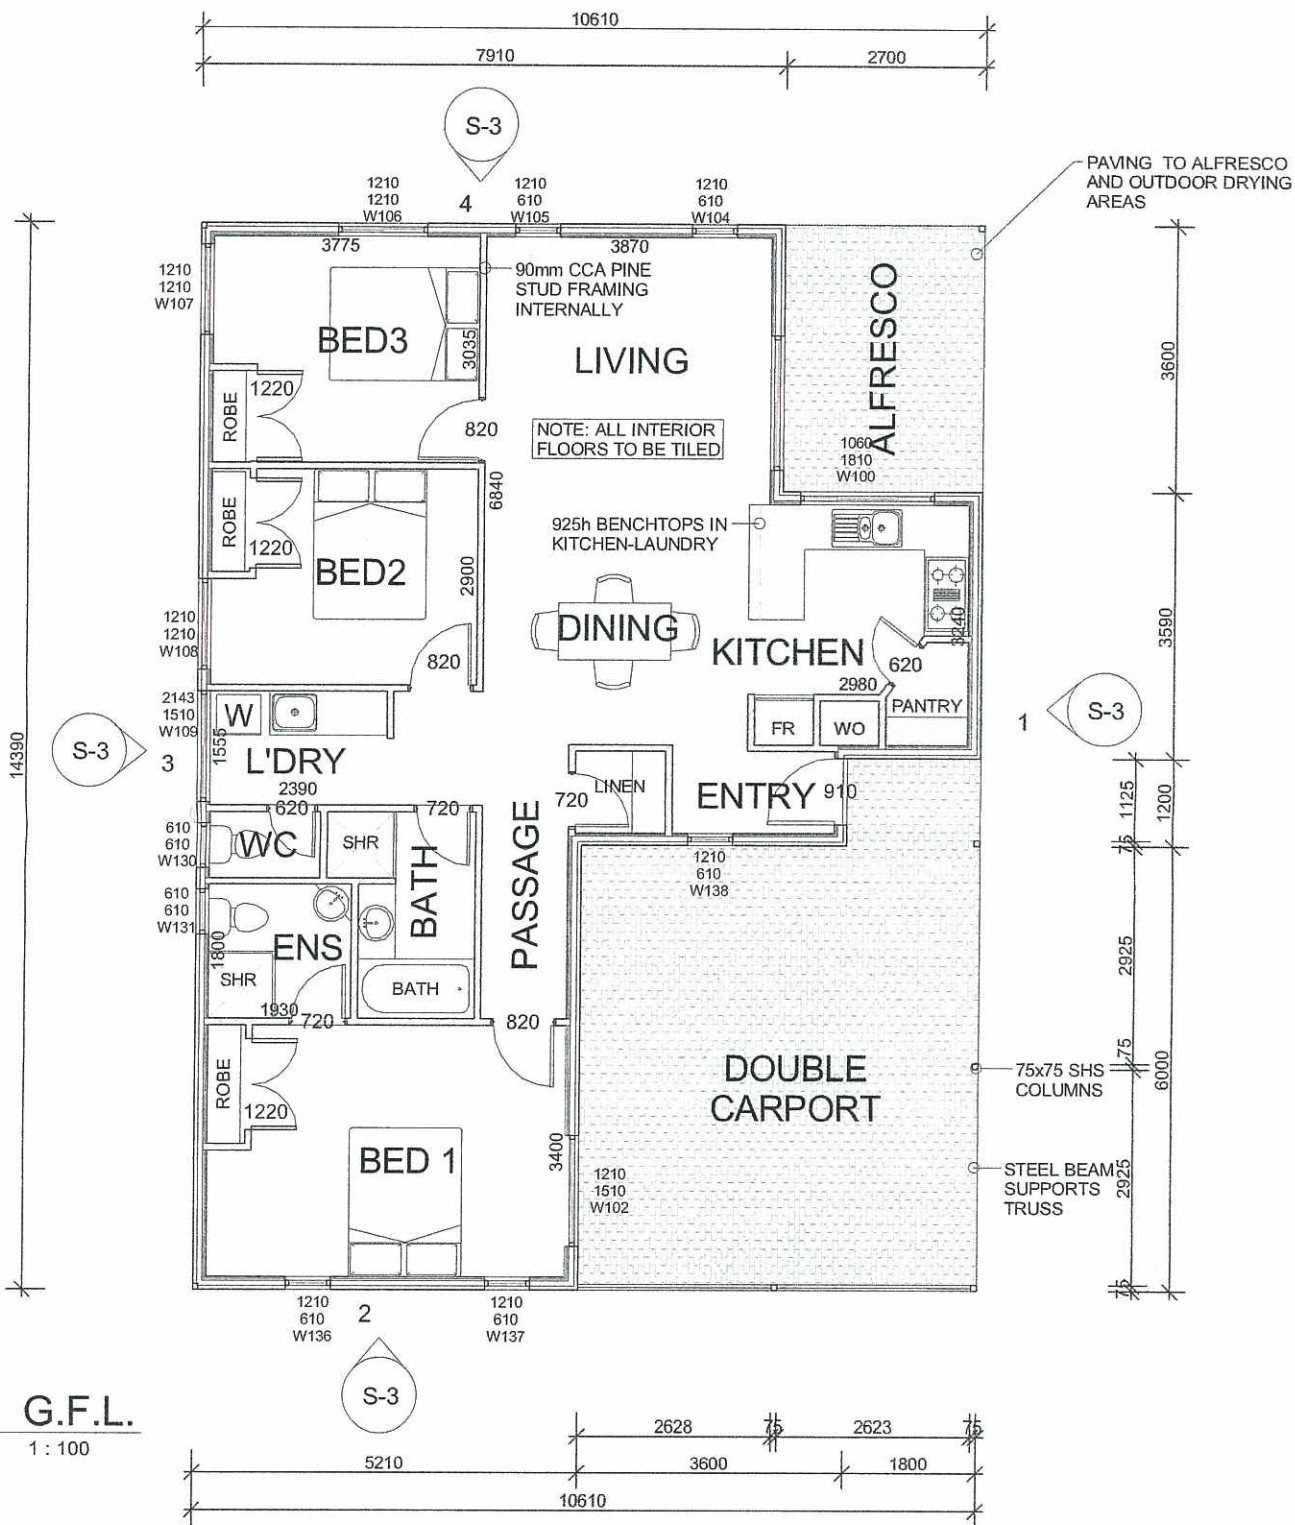 10610
7910
2700
S-3
PAVING TO ALFRESCO
AND OUTDOOR DRYING
AREAS
1210
1210
W106
4
1210
610
W105
1210
610
W104
3775
3870
1210
1210
W107
90mm CCA PINE
STUD FRAMING
INTERNALLY
BED3
3035
LIVING
ALFRESCO
3600
1220
ROBE
820
NOTE: ALL INTERIOR
FLOORS TO BE TILED
1060
1810
W100
6840
ROBE
1220
925h BENCHTOPS IN
KITCHEN-LAUNDRY
BED2
2900
DINING
KITCHEN
3240
3590
1210
1210
W108
820
620
2980
PANTRY
2143
1510
W109
W
FR
WO
1
S-3
S-3
3
14390
1555
L'DRY
2390
LINEN
ENTRY
910
1125
1200
620
720
720
610
610
W130
WC
SHR
BATH
PASSAGE
1210
610
W138
75
610
610
W131
ENS
1800
SHR
BATH
2925
1930
720
820
DOUBLE
CARPORT
75
6000
75x75 SHS
COLUMNS
ROBE
1220
BED 1
3400
1210
1510
W102
STEEL BEAM
SUPPORTS
TRUSS
2925
75
1210
610
W136
2
1210
610
W137
S-3
G.F.L.
1 : 100
2628
75
2623
75
5210
3600
1800
10610